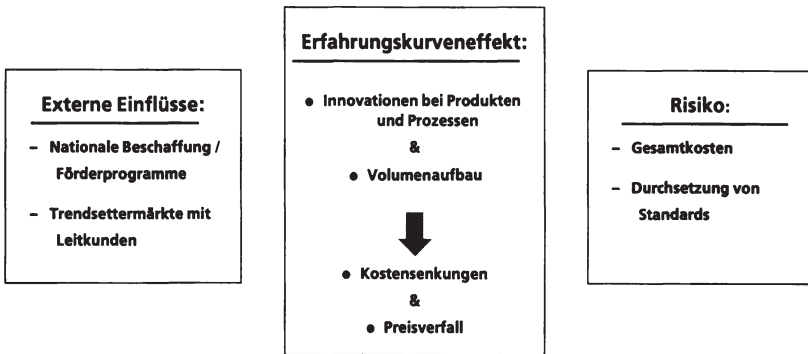 Externe Einflüsse:
– Nationale Beschaffung /
Förderprogramme
– Trendsettermärkte mit
Leitkunden
Erfahrungskurveneffekt:
• Innovationen bei Produkten
und Prozessen
&
• Volumenaufbau
• Kostensenkungen
&
• Preisverfall
Risiko:
– Gesamtkosten
– Durchsetzung von
Standards